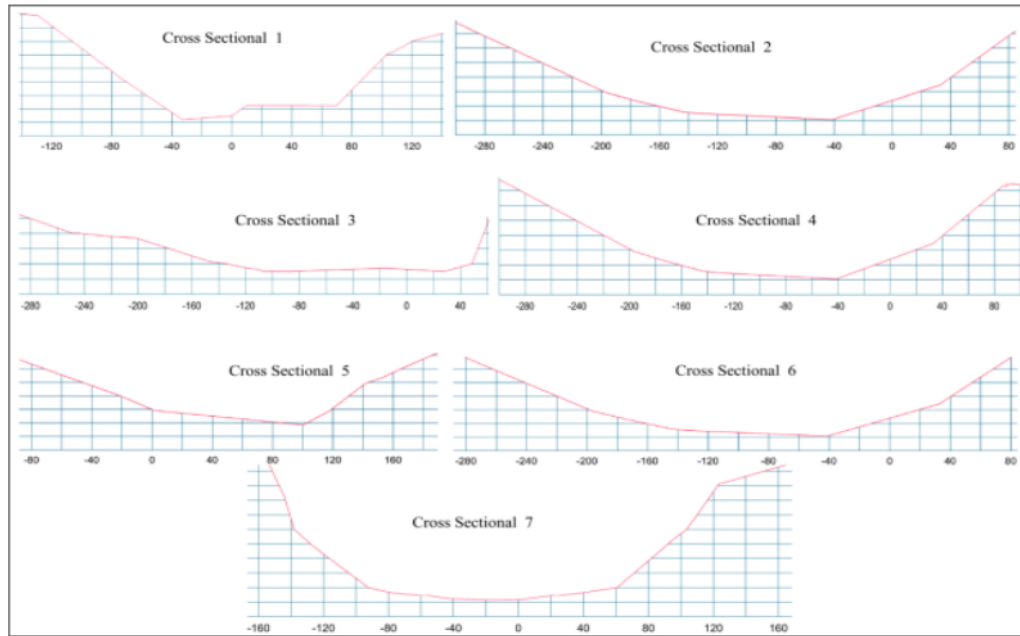 Cross Sectional 1
-120 -80 -40 0 40 80 120
Cross Sectional 2
-280 -240 -200 -160 -120 -80 -40 0 40 80
Cross Sectional 3
-280 -240 -200 -160 -120 -80 -40 0 40
Cross Sectional 4
-280 -240 -200 -160 -120 -80 -40 0 40 80
Cross Sectional 5
-80 -40 0 40 80 120 160
Cross Sectional 6
-280 -240 -200 -160 -120 -80 -40 0 40 80
Cross Sectional 7
-160 -120 -80 -40 0 40 80 120 160